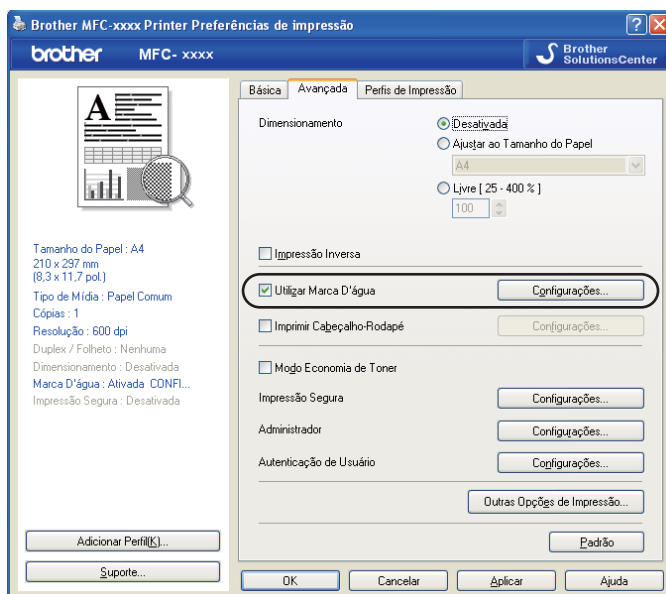 Brother MFC-xxxx Printer Preferências de impressão
brother MFC- xxxx
Brother
SolutionsCenter
Básica Avançada Perfis de Impressão
A
Tamanho do Papel : A4
210 x 297 mm
(8,3 x 11,7 pol.)
Tipo de Mídia : Papel Comum
Cópias : 1
Resolução : 600 dpi
Duplex / Folheto : Nenhuma
Dimensionamento : Desativada
Marca D'água : Ativada CONFI...
Impressão Segura : Desativada
Adicionar Perfil(K)...
Suporte...
Dimensionamento
Desativada
Ajustar ao Tamanho do Papel
A4
Livre [ 25 - 400 % ]
100
Impressão Inversa
Utilizar Marca D'água Configurações...
Imprimir Cabeçalho-Rodapé Configurações...
Modo Economia de Toner
Impressão Segura Configurações...
Administrador Configurações...
Autenticação de Usuário Configurações...
Outras Opções de Impressão...
Padrão
OK Cancelar Aplicar Ajuda